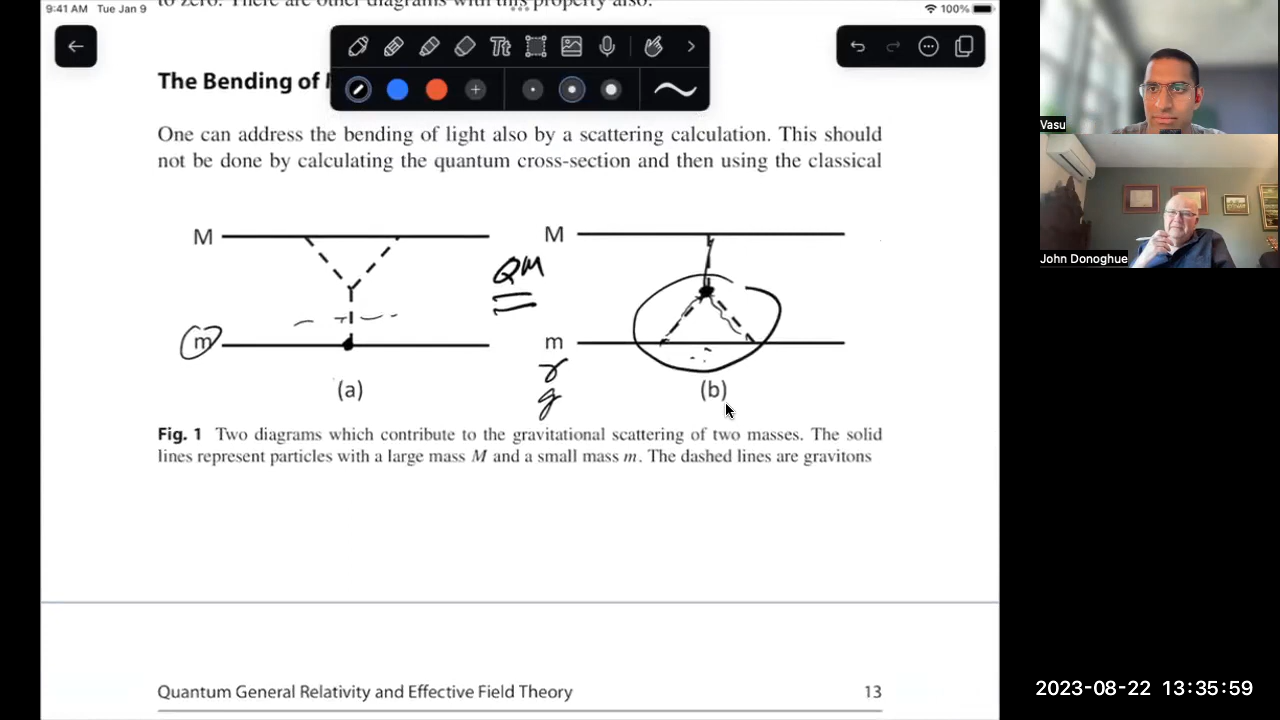 9:41 AM Tue Jan 9
100%
to zero. There are other diagrams with this property also.
Tt
The Bending of
One can address the bending of light also by a scattering calculation. This should
not be done by calculating the quantum cross-section and then using the classical
M
M
QM
m
m
γ
g
(a)
(b)
Fig. 1 Two diagrams which contribute to the gravitational scattering of two masses. The solid
lines represent particles with a large mass M and a small mass m. The dashed lines are gravitons
Quantum General Relativity and Effective Field Theory
13
Vasu
John Donoghue
2023-08-22 13:35:59